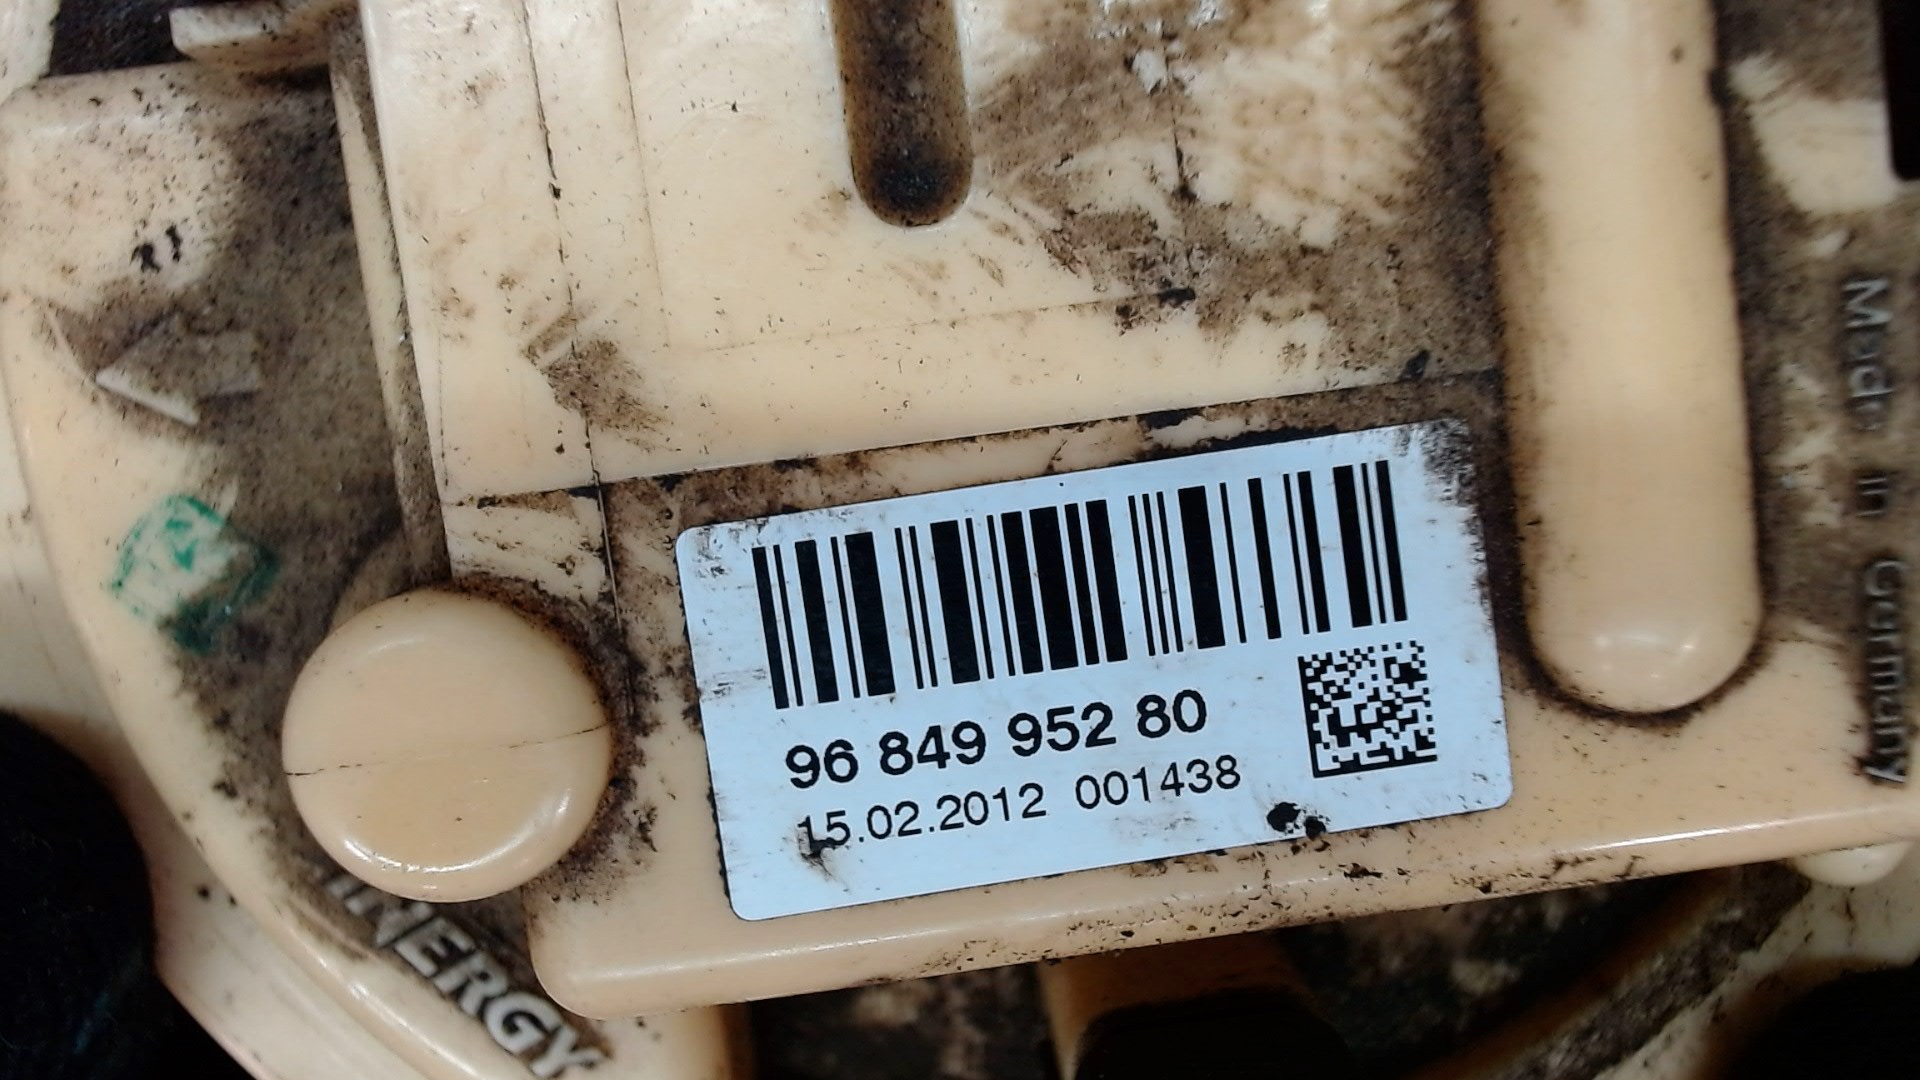 96 849 952 80
15.02.2012 001438
Made in Germany
INERGY